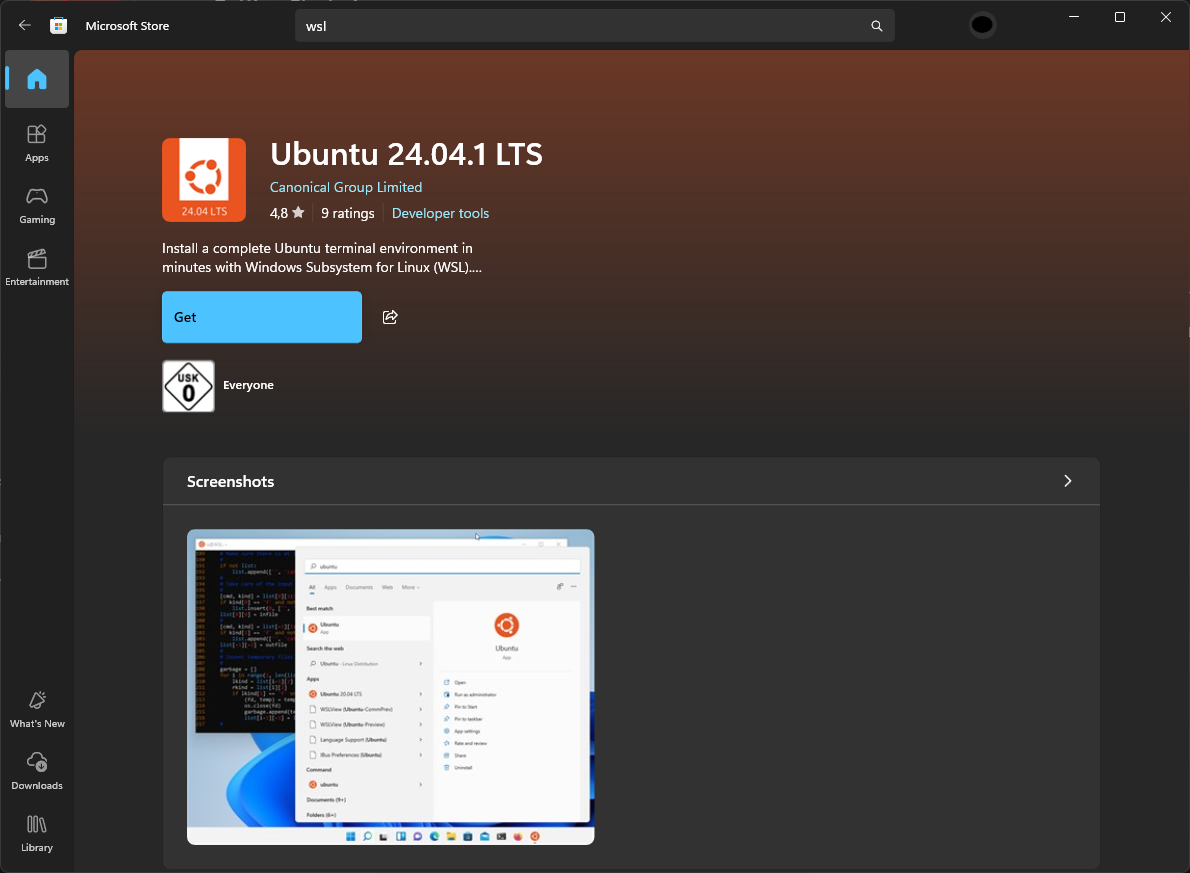 Microsoft Store
wsl
Apps
Gaming
Entertainment
What's New
Downloads
Library
24.04 LTS
Ubuntu 24.04.1 LTS
Canonical Group Limited
4,8
9 ratings
Developer tools
Install a complete Ubuntu terminal environment in
minutes with Windows Subsystem for Linux (WSL)....
Get
USK
0
Everyone
Screenshots
ubuntu
All Apps Documents Web More
Best match
Ubuntu
App
Search the web
Ubuntu - Linux Distribution
Apps
Ubuntu 20.04 LTS
WSLView (Ubuntu-CommPrev)
WSLView (Ubuntu-Preview)
Language Support (Ubuntu)
IBus Preferences (Ubuntu)
Command
ubuntu
Documents (9+)
Folders (6+)
Ubuntu
App
Open
Run as administrator
Pin to Start
Pin to taskbar
App settings
Rate and review
Share
Uninstall